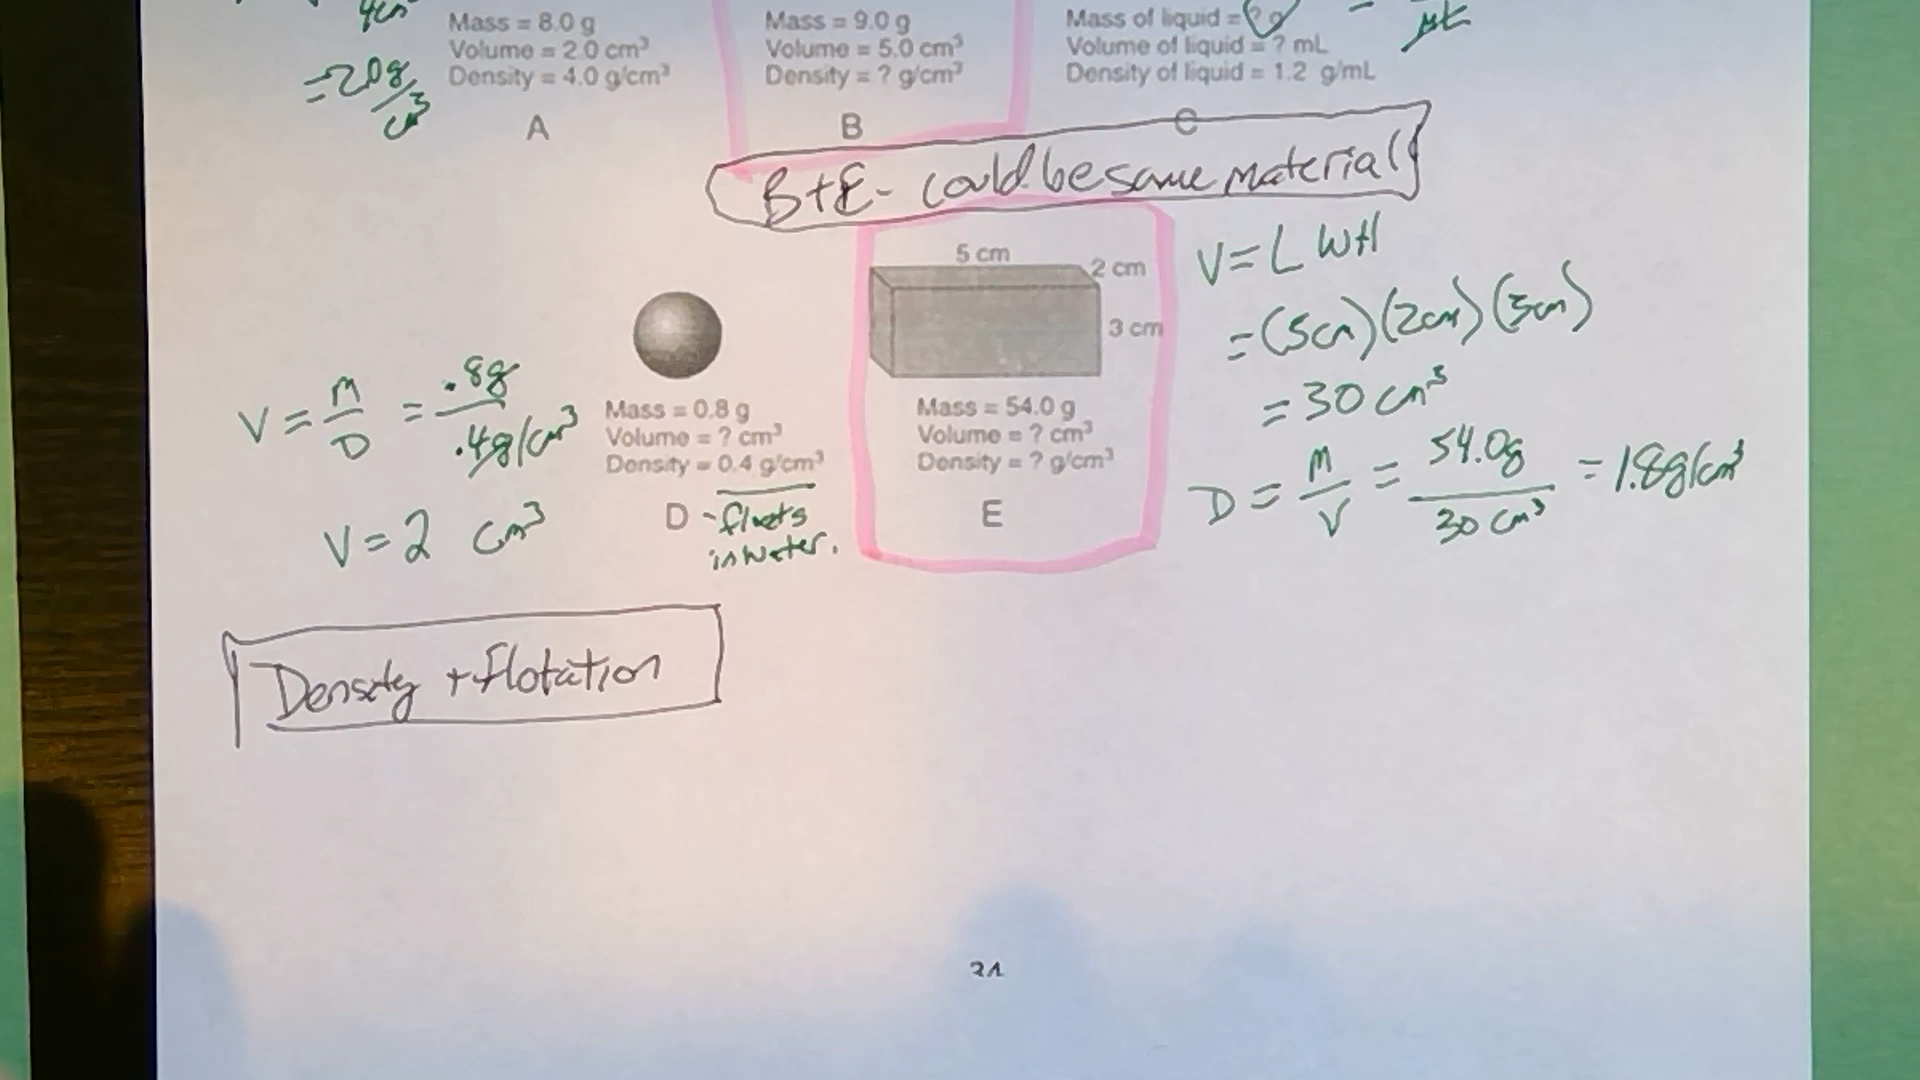 4cm
= 20g/cm³
Mass = 8.0 g
Volume = 2.0 cm³
Density = 4.0 g/cm³
A
Mass = 9.0 g
Volume = 5.0 cm³
Density = ? g/cm³
B
Mass of liquid =
Volume of liquid = ? mL
Density of liquid = 1.2 g/mL
C
B+E- could be same material
5 cm
2 cm
3 cm
V = L W H
= (5cm)(2cm)(3cm)
= 30 cm³
D = M/V = 54.0g/30 cm³ = 1.8g/cm³
V = M/D = .8g/.4g/cm³
V = 2 cm³
Mass = 0.8 g
Volume = ? cm³
Density = 0.4 g/cm³
D - floats
in water.
Mass = 54.0 g
Volume = ? cm³
Density = ? g/cm³
E
Density + flotation